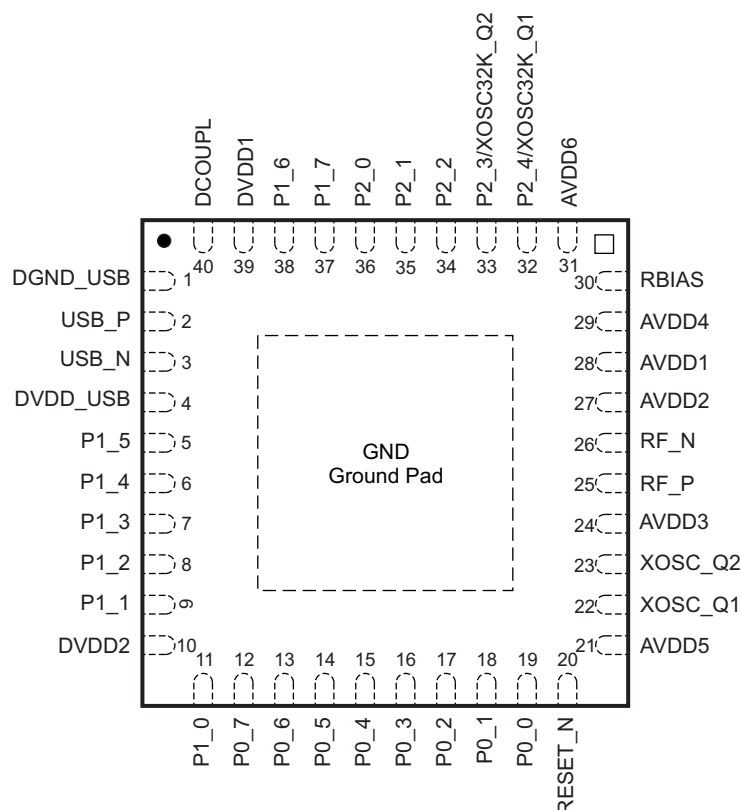 DCOUPL
DVDD1
P1_6
P1_7
P2_0
P2_1
P2_2
P2_3/XOSC32K_Q2
P2_4/XOSC32K_Q1
AVDD6
40 39 38 37 36 35 34 33 32 31
DGND_USB 1
USB_P 2
USB_N 3
DVDD_USB 4
P1_5 5
P1_4 6
P1_3 7
P1_2 8
P1_1 9
DVDD2 10
GND
Ground Pad
30 RBIAS
29 AVDD4
28 AVDD1
27 AVDD2
26 RF_N
25 RF_P
24 AVDD3
23 XOSC_Q2
22 XOSC_Q1
21 AVDD5
11 12 13 14 15 16 17 18 19 20
P1_0
P0_7
P0_6
P0_5
P0_4
P0_3
P0_2
P0_1
P0_0
RESET_N